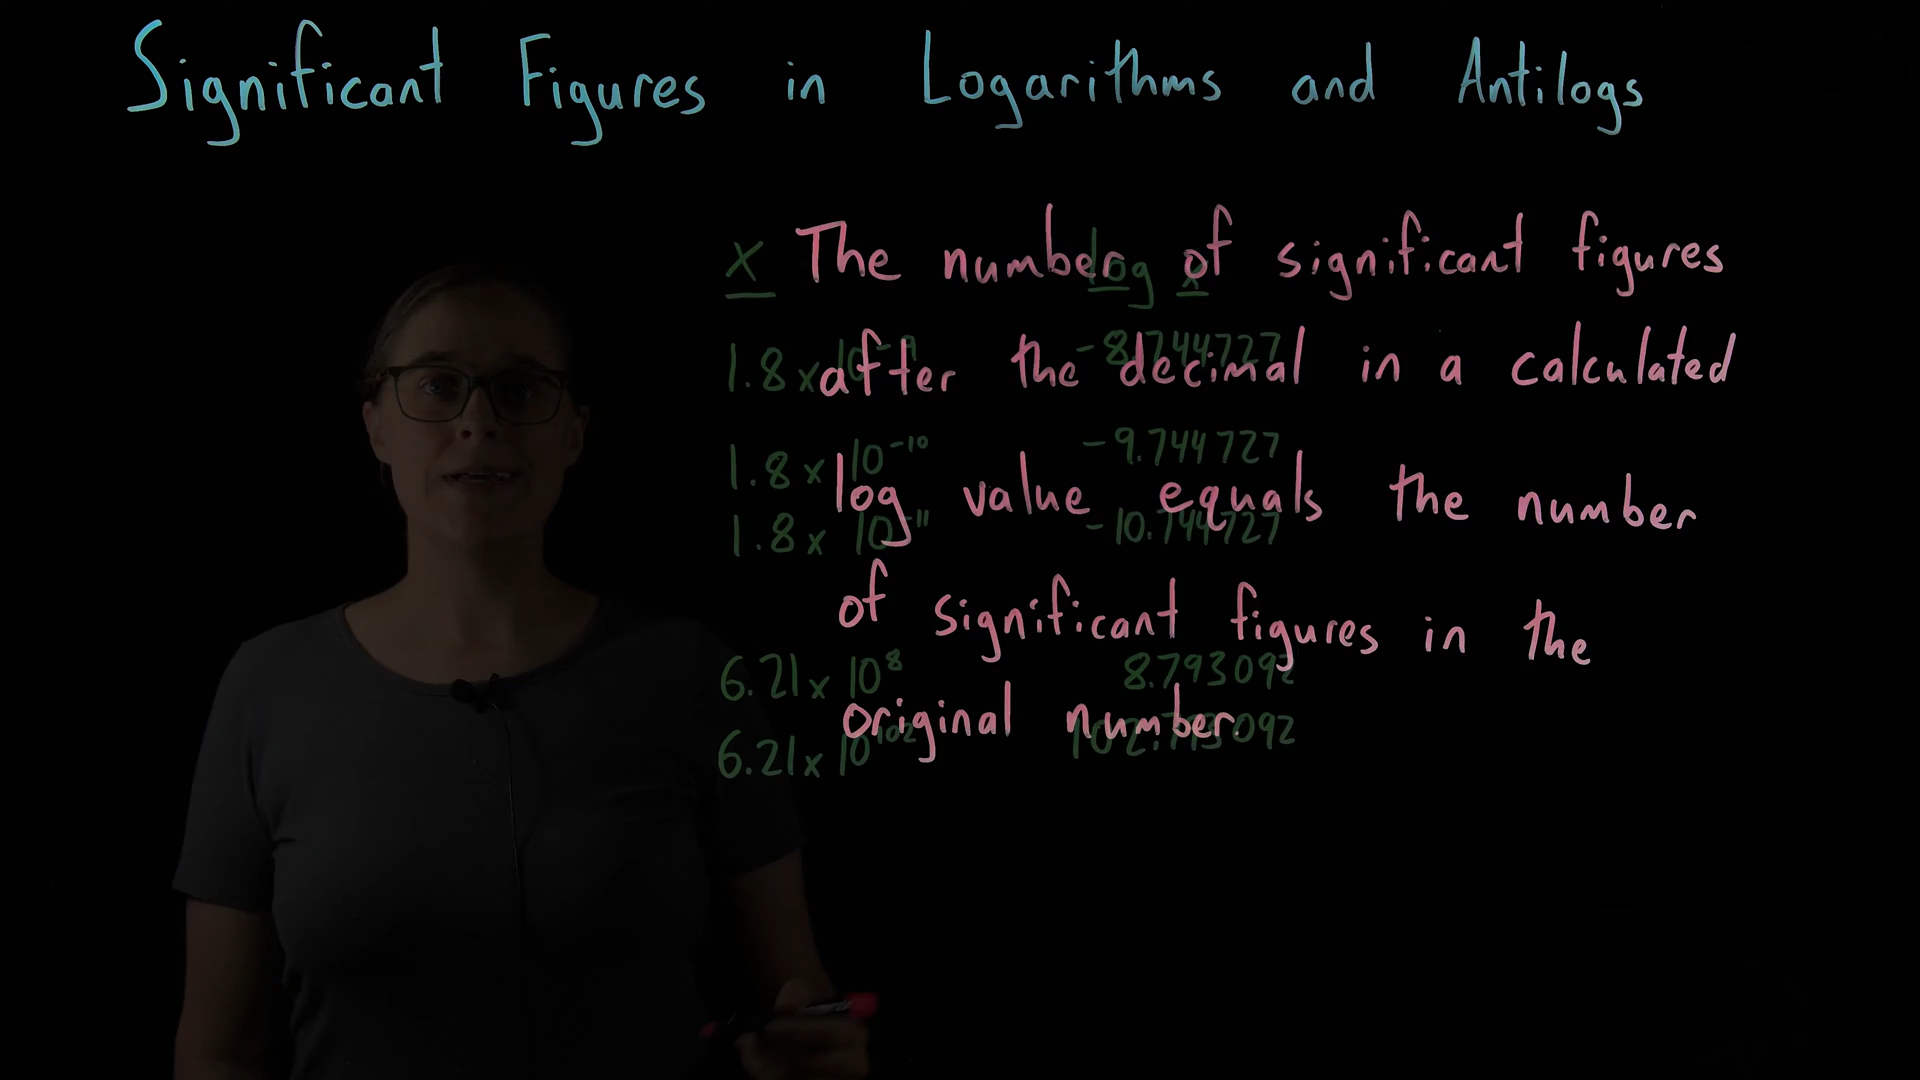 Significant Figures in Logarithms and Antilogs
The number of significant figures
after the decimal in a calculated
log value equals the number
of significant figures in the
original number.
x log x
1.8 x 10⁻⁹ -8.744727
1.8 x 10⁻¹⁰ -9.744727
1.8 x 10⁻¹¹ -10.744727
6.21 x 10⁸ 8.793092
6.21 x 10¹⁰² 102.793092